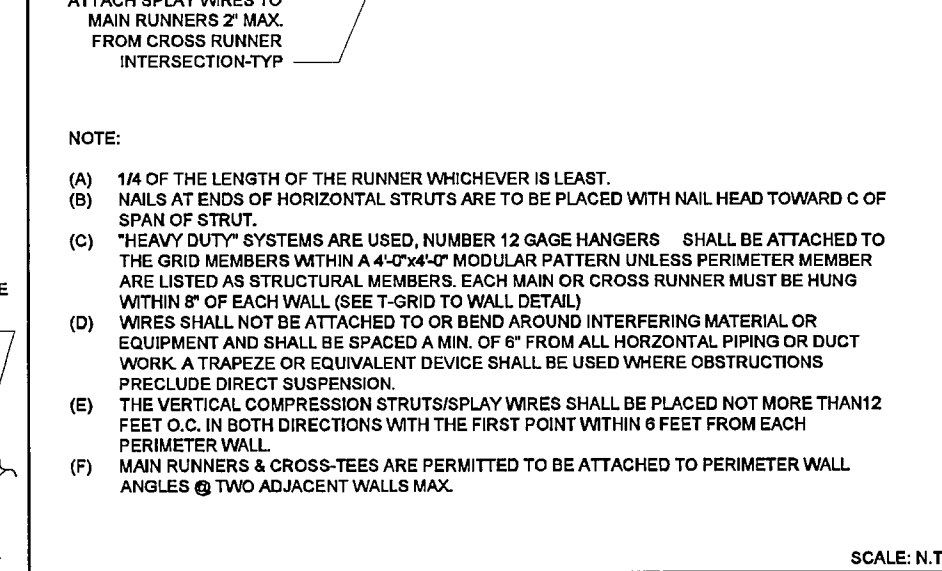 ATTACH SPLAY WIRES TO
MAIN RUNNERS 2" MAX.
FROM CROSS RUNNER
INTERSECTION-TYP
NOTE:
(A) 1/4 OF THE LENGTH OF THE RUNNER WHICHEVER IS LEAST.
(B) NAILS AT ENDS OF HORIZONTAL STRUTS ARE TO BE PLACED WITH NAIL HEAD TOWARD C OF
SPAN OF STRUT.
(C) "HEAVY DUTY" SYSTEMS ARE USED, NUMBER 12 GAGE HANGERS SHALL BE ATTACHED TO
THE GRID MEMBERS WITHIN A 4'-0"x4'-0" MODULAR PATTERN UNLESS PERIMETER MEMBER
ARE LISTED AS STRUCTURAL MEMBERS. EACH MAIN OR CROSS RUNNER MUST BE HUNG
WITHIN 8" OF EACH WALL (SEE T-GRID TO WALL DETAIL)
(D) WIRES SHALL NOT BE ATTACHED TO OR BEND AROUND INTERFERING MATERIAL OR
EQUIPMENT AND SHALL BE SPACED A MIN. OF 6" FROM ALL HORZONTAL PIPING OR DUCT
WORK. A TRAPEZE OR EQUIVALENT DEVICE SHALL BE USED WHERE OBSTRUCTIONS
PRECLUDE DIRECT SUSPENSION.
(E) THE VERTICAL COMPRESSION STRUTS/SPLAY WIRES SHALL BE PLACED NOT MORE THAN12
FEET O.C. IN BOTH DIRECTIONS WITH THE FIRST POINT WITHIN 6 FEET FROM EACH
PERIMETER WALL.
(F) MAIN RUNNERS & CROSS-TEES ARE PERMITTED TO BE ATTACHED TO PERIMETER WALL
ANGLES @ TWO ADJACENT WALLS MAX.
E
SCALE: N.T